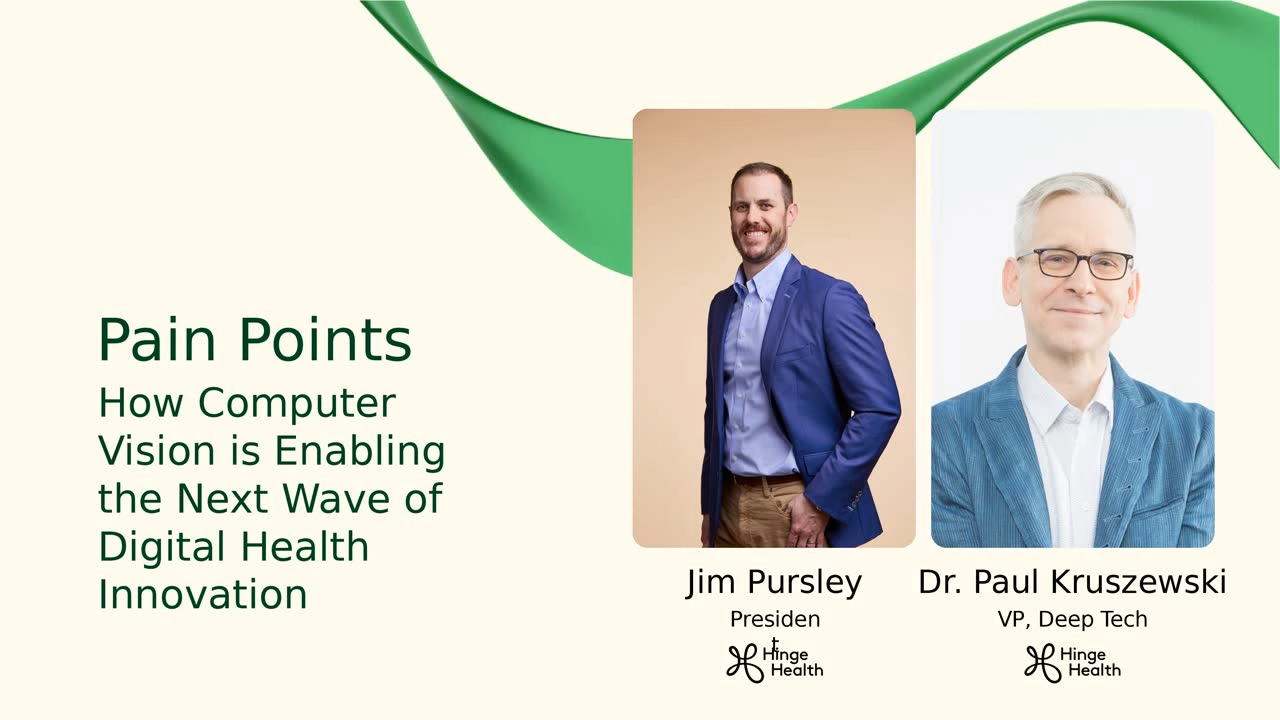 Pain Points
How Computer
Vision is Enabling
the Next Wave of
Digital Health
Innovation
Jim Pursley
Presiden
t
Hinge
Health
Dr. Paul Kruszewski
VP, Deep Tech
Hinge
Health